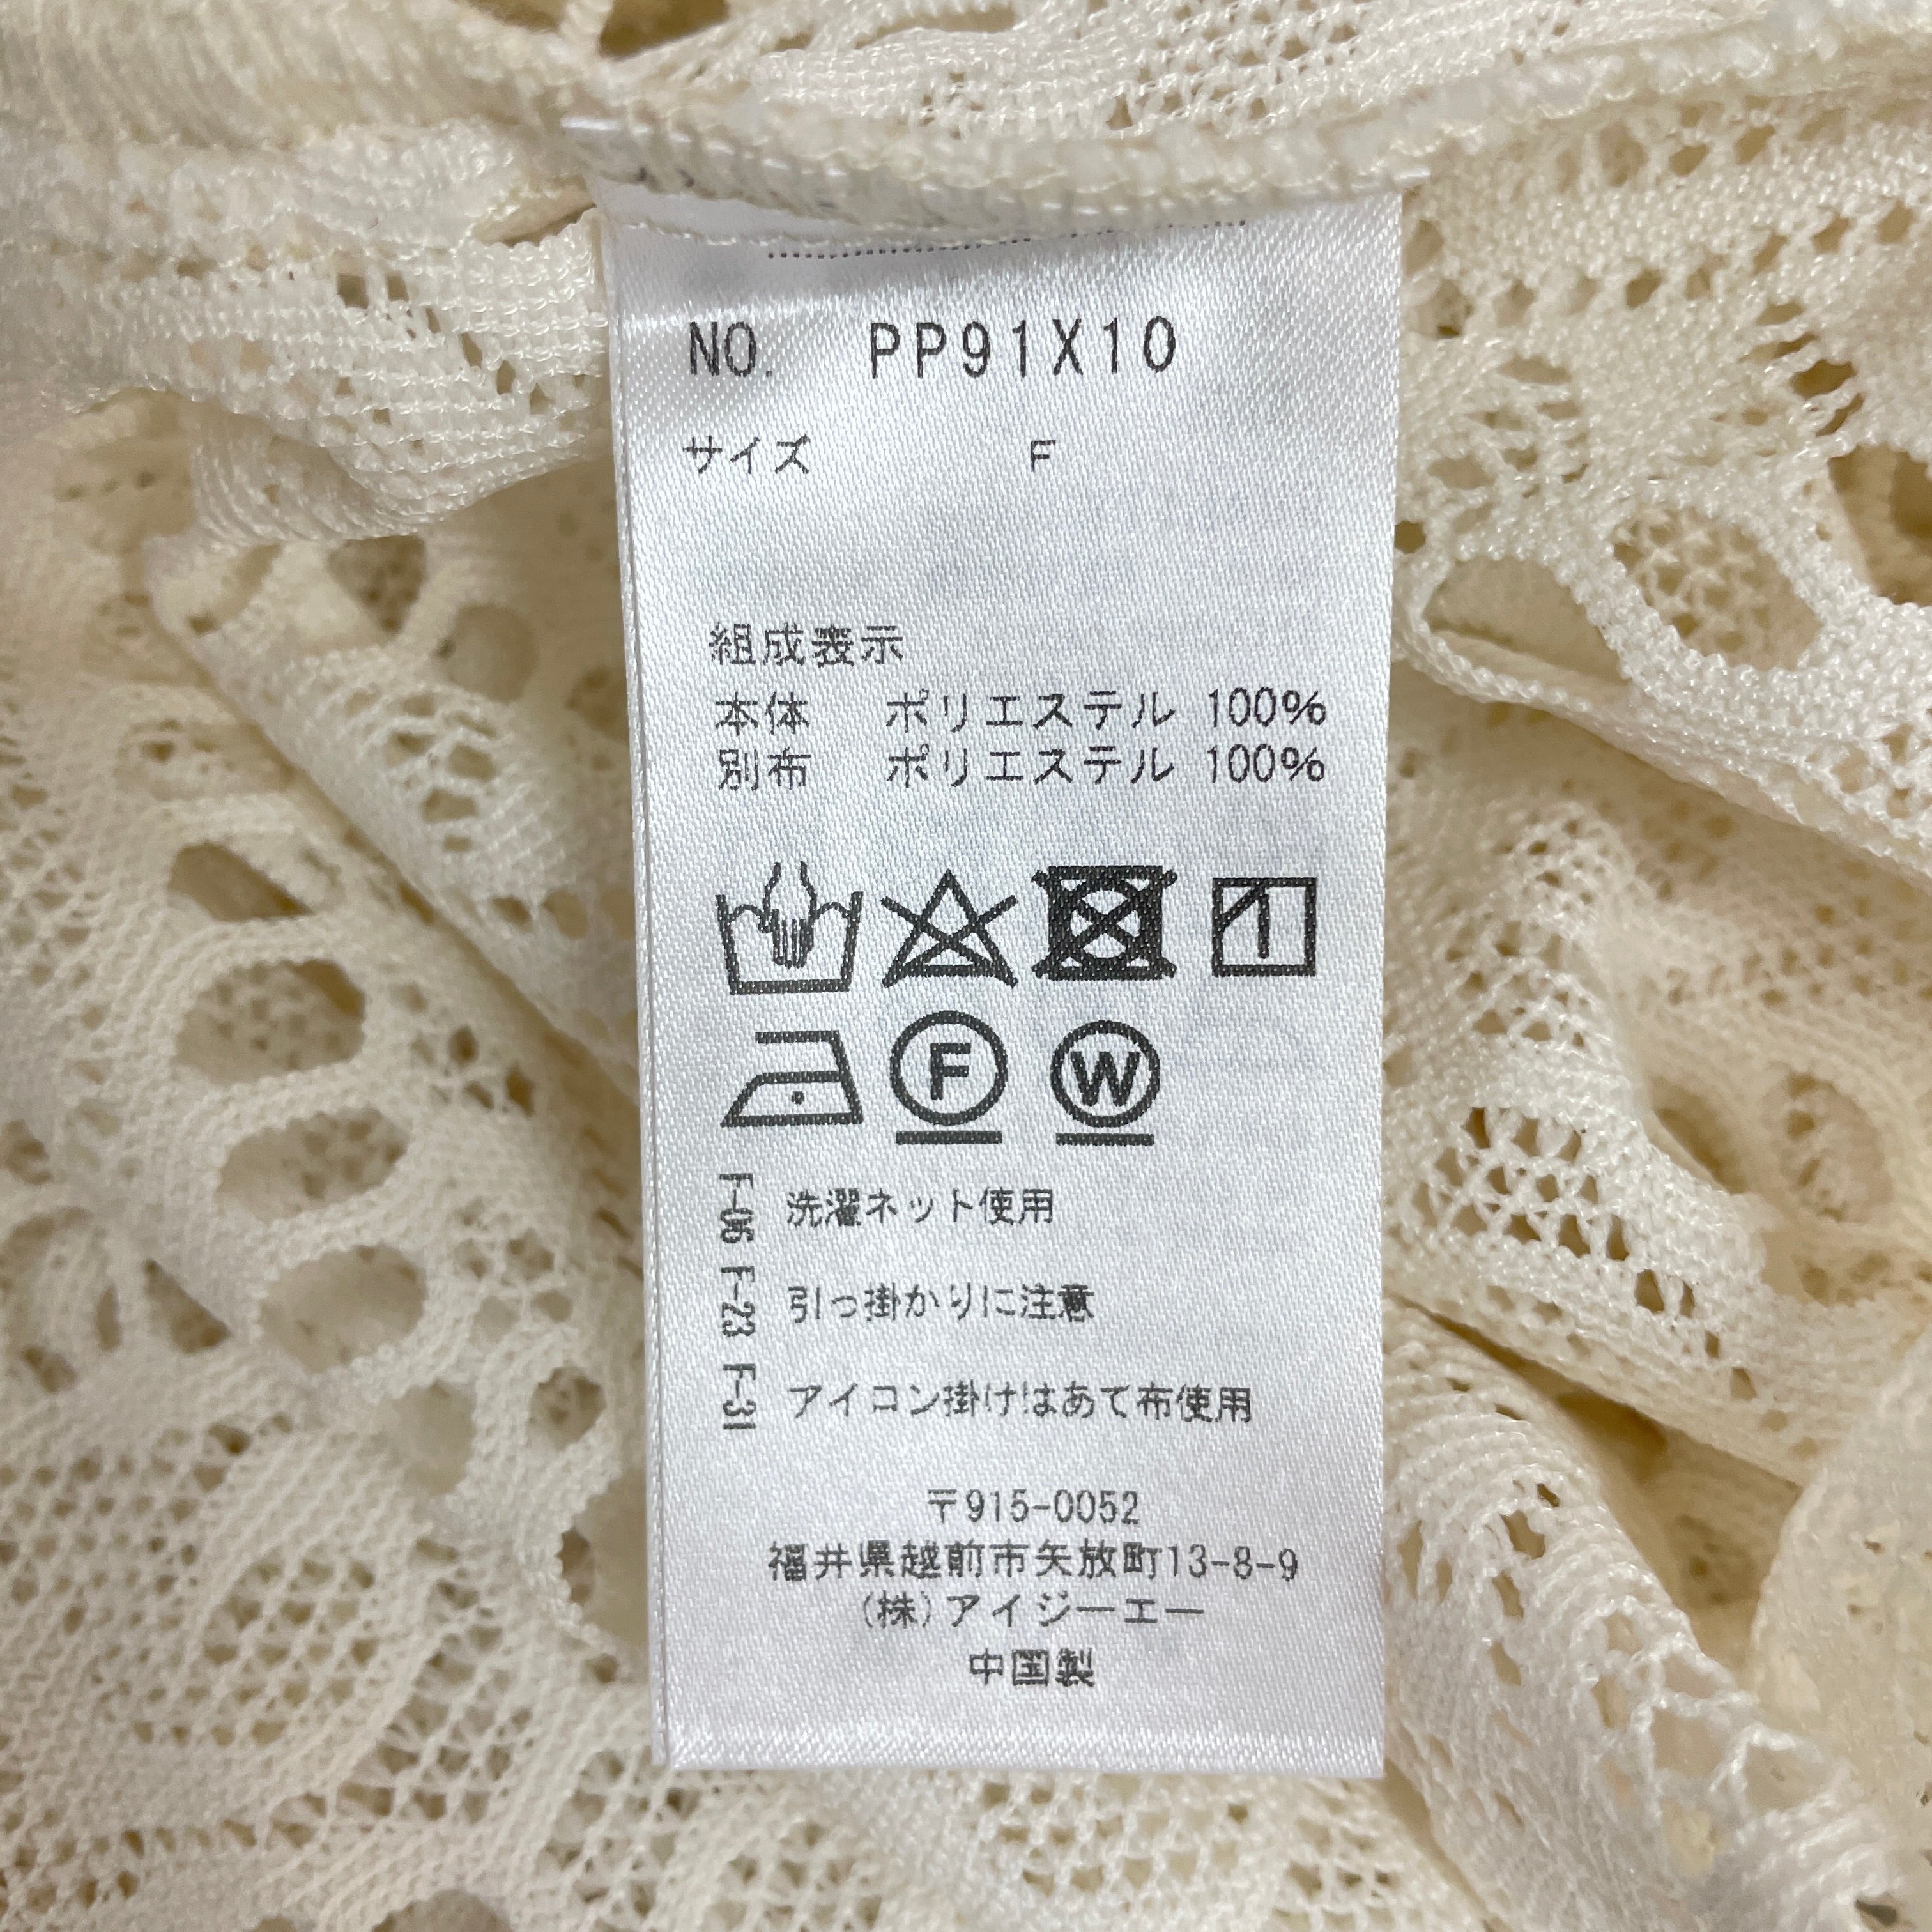 NO. PP91X10
サイズ F
組成表示
本体 ポリエステル 100%
別布 ポリエステル 100%
F
W
F-06 洗濯ネット使用
F-23 引っ掛かりに注意
F-31 アイコン掛けはあて布使用
〒915-0052
福井県越前市矢放町13-8-9
(株)アイジーエー
中国製